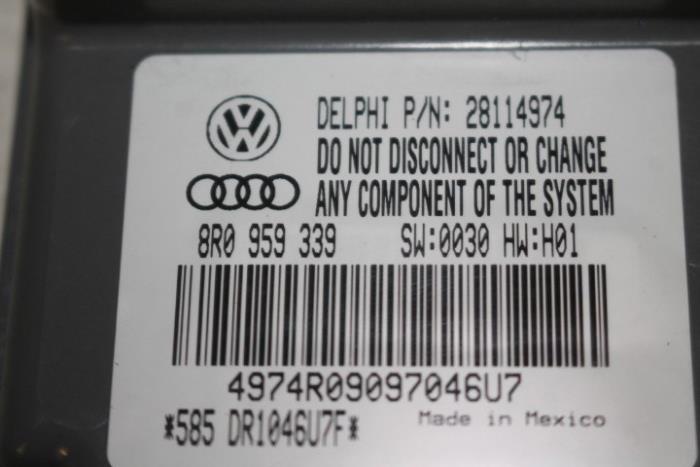 DELPHI P/N: 28114974
DO NOT DISCONNECT OR CHANGE
ANY COMPONENT OF THE SYSTEM
8R0 959 339 SW:0030 HW:H01
4974R09097046U7
*585 DR1046U7F* Made in Mexico